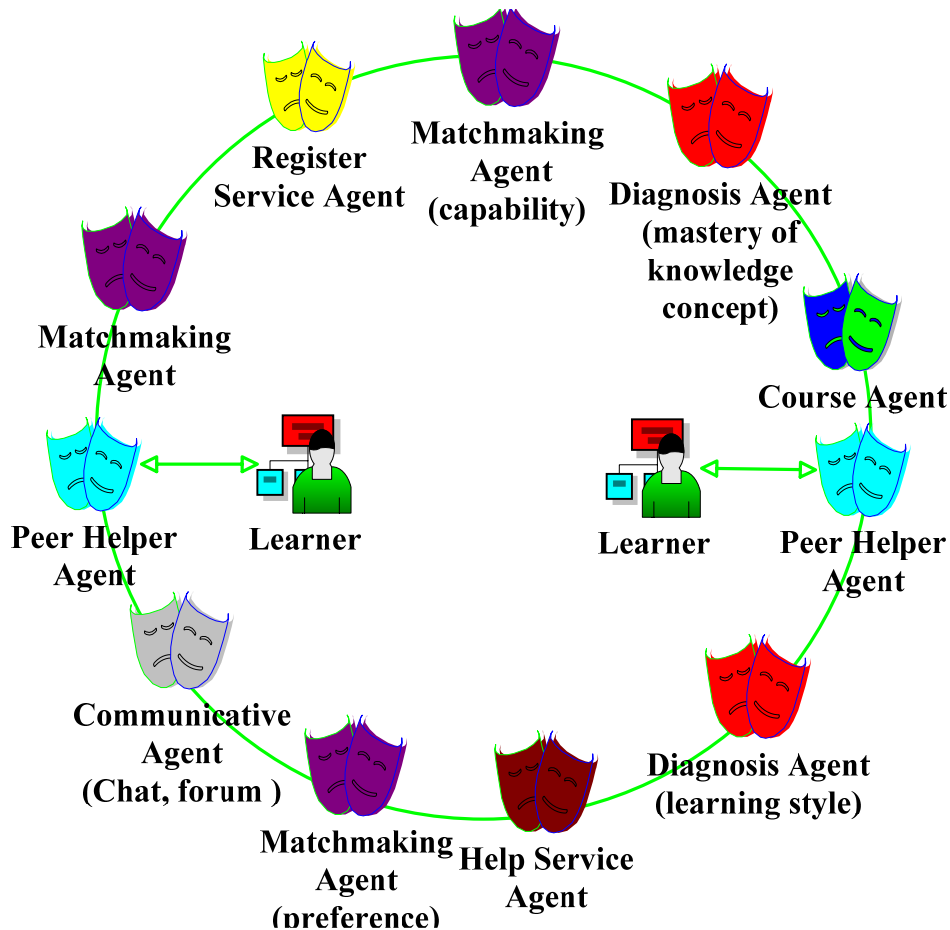 Matchmaking
Agent
(capability)
Register
Service Agent
Diagnosis Agent
(mastery of
knowledge
concept)
Matchmaking
Agent
Course Agent
Peer Helper
Agent
Learner
Learner
Peer Helper
Agent
Communicative
Agent
(Chat, forum )
Diagnosis Agent
(learning style)
Matchmaking
Agent
(preference)
Help Service
Agent